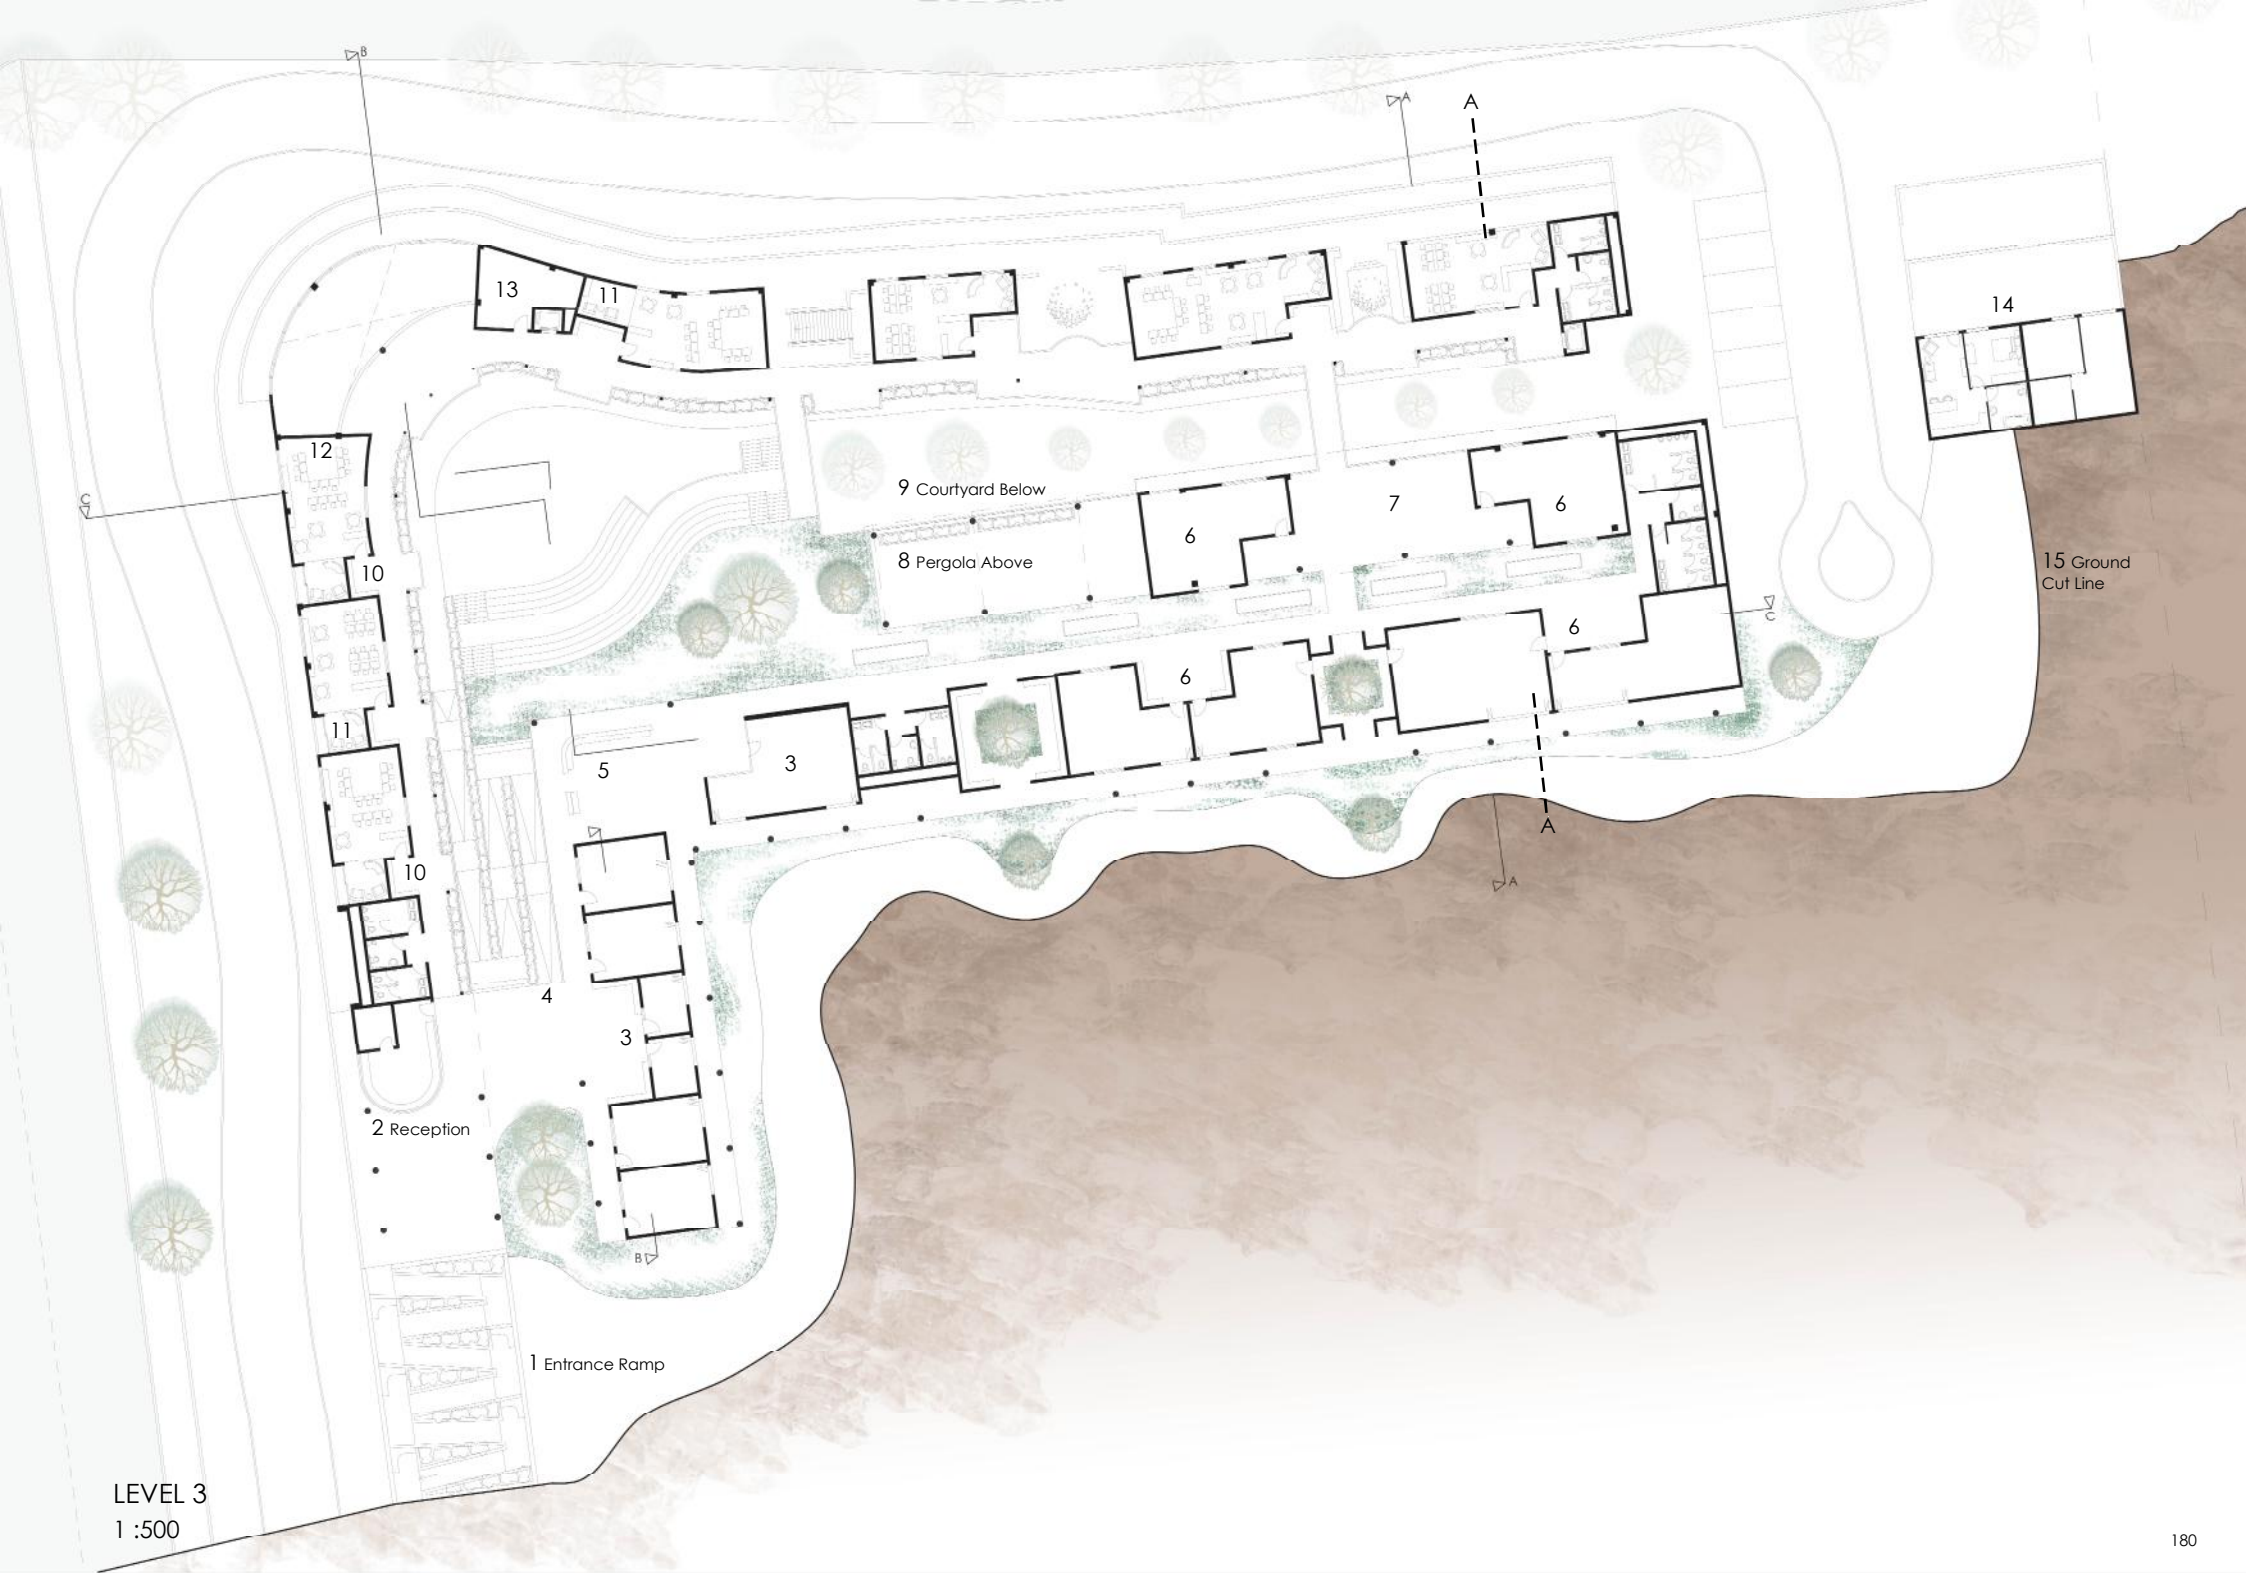 B
A
A
13
11
14
12
C
9 Courtyard Below
7
6
6
8 Pergola Above
15 Ground
Cut Line
10
C
6
6
11
5
3
A
10
A
4
3
2 Reception
B
1 Entrance Ramp
LEVEL 3
1 :500
180